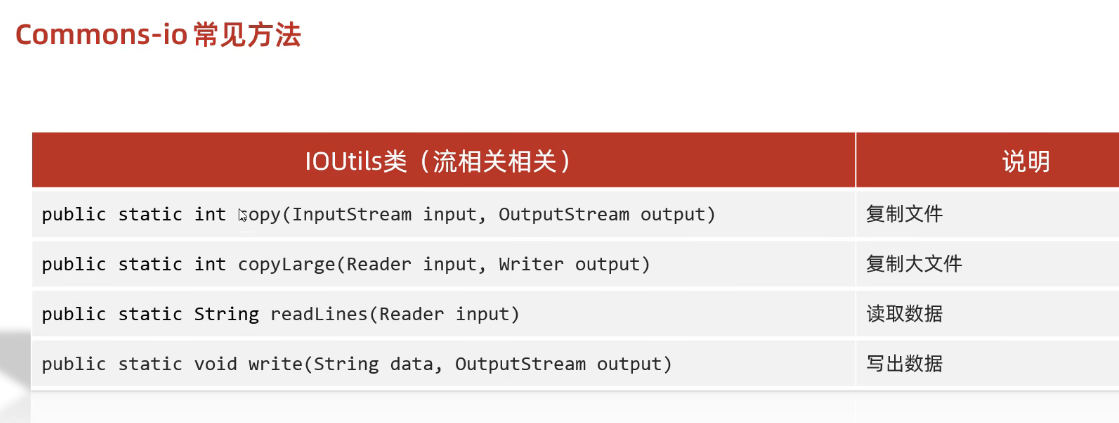 Commons-io 常见方法
IOUtils类（流相关相关） 说明
public static int copy(InputStream input, OutputStream output) 复制文件
public static int copyLarge(Reader input, Writer output) 复制大文件
public static String readLines(Reader input) 读取数据
public static void write(String data, OutputStream output) 写出数据